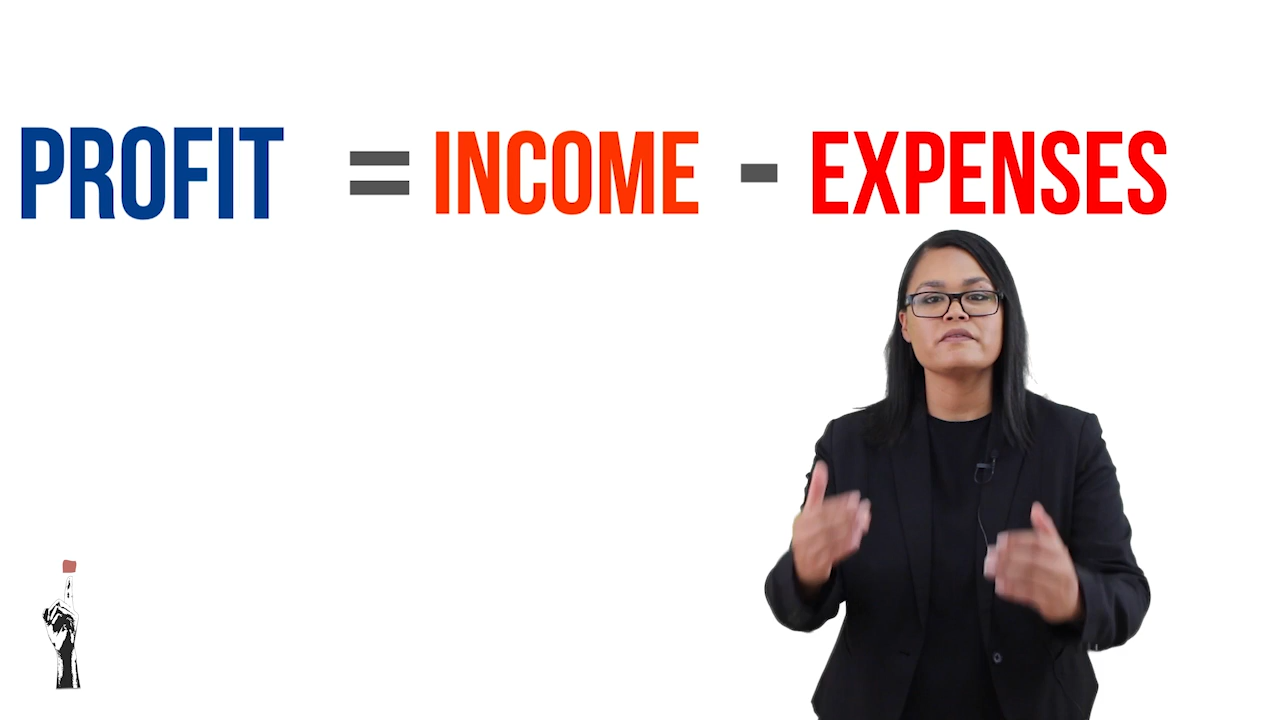 PROFIT = INCOME - EXPENSES